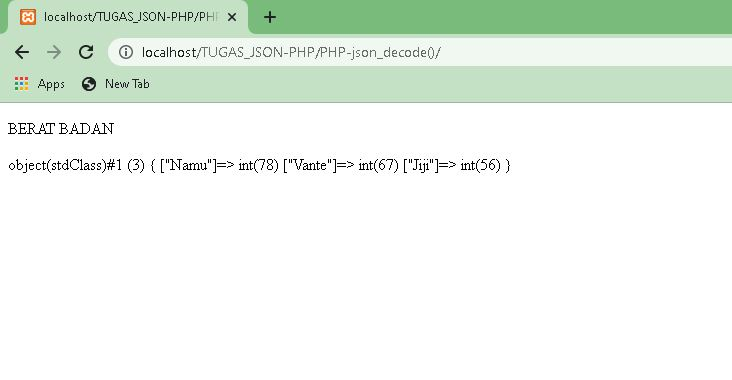 localhost/TUGAS_JSON-PHP/PHP
localhost/TUGAS_JSON-PHP/PHP-json_decode()/
Apps New Tab
BERAT BADAN
object(stdClass)#1 (3) { ["Namu"]=> int(78) ["Vante"]=> int(67) ["Jiji"]=> int(56) }